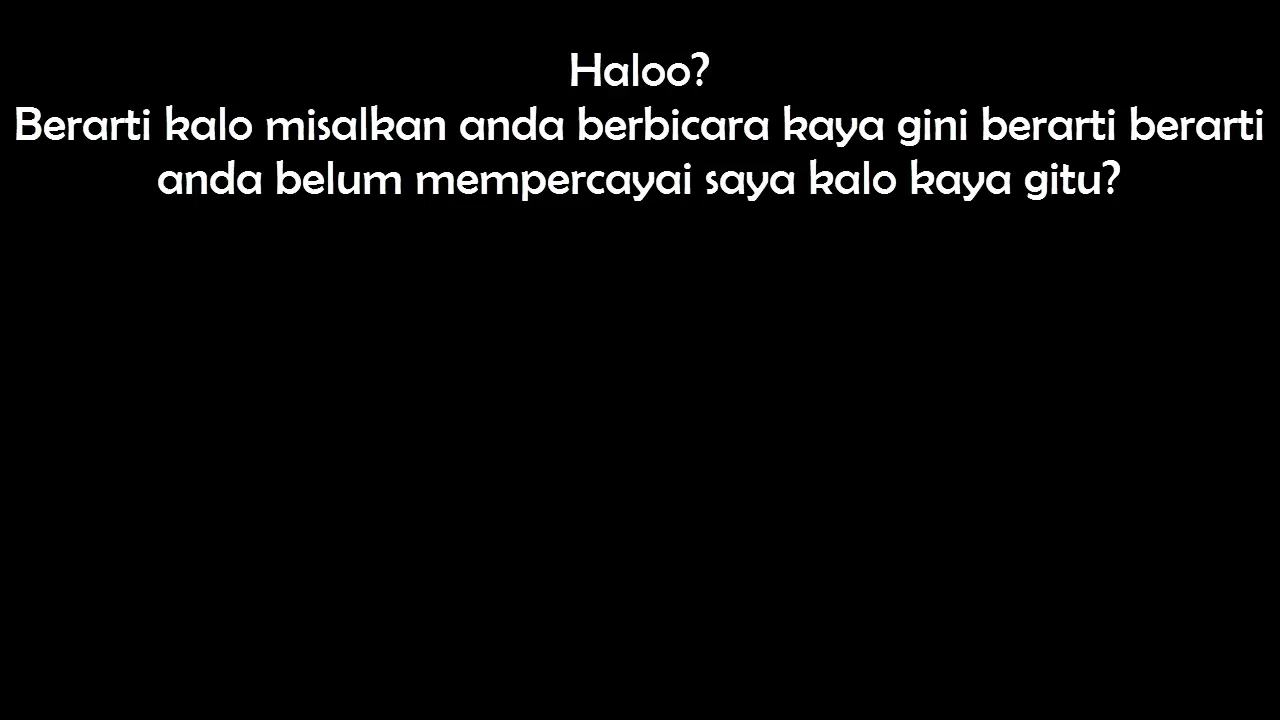 Haloo?
Berarti kalo misalkan anda berbicara kaya gini berarti berarti
anda belum mempercayai saya kalo kaya gitu?